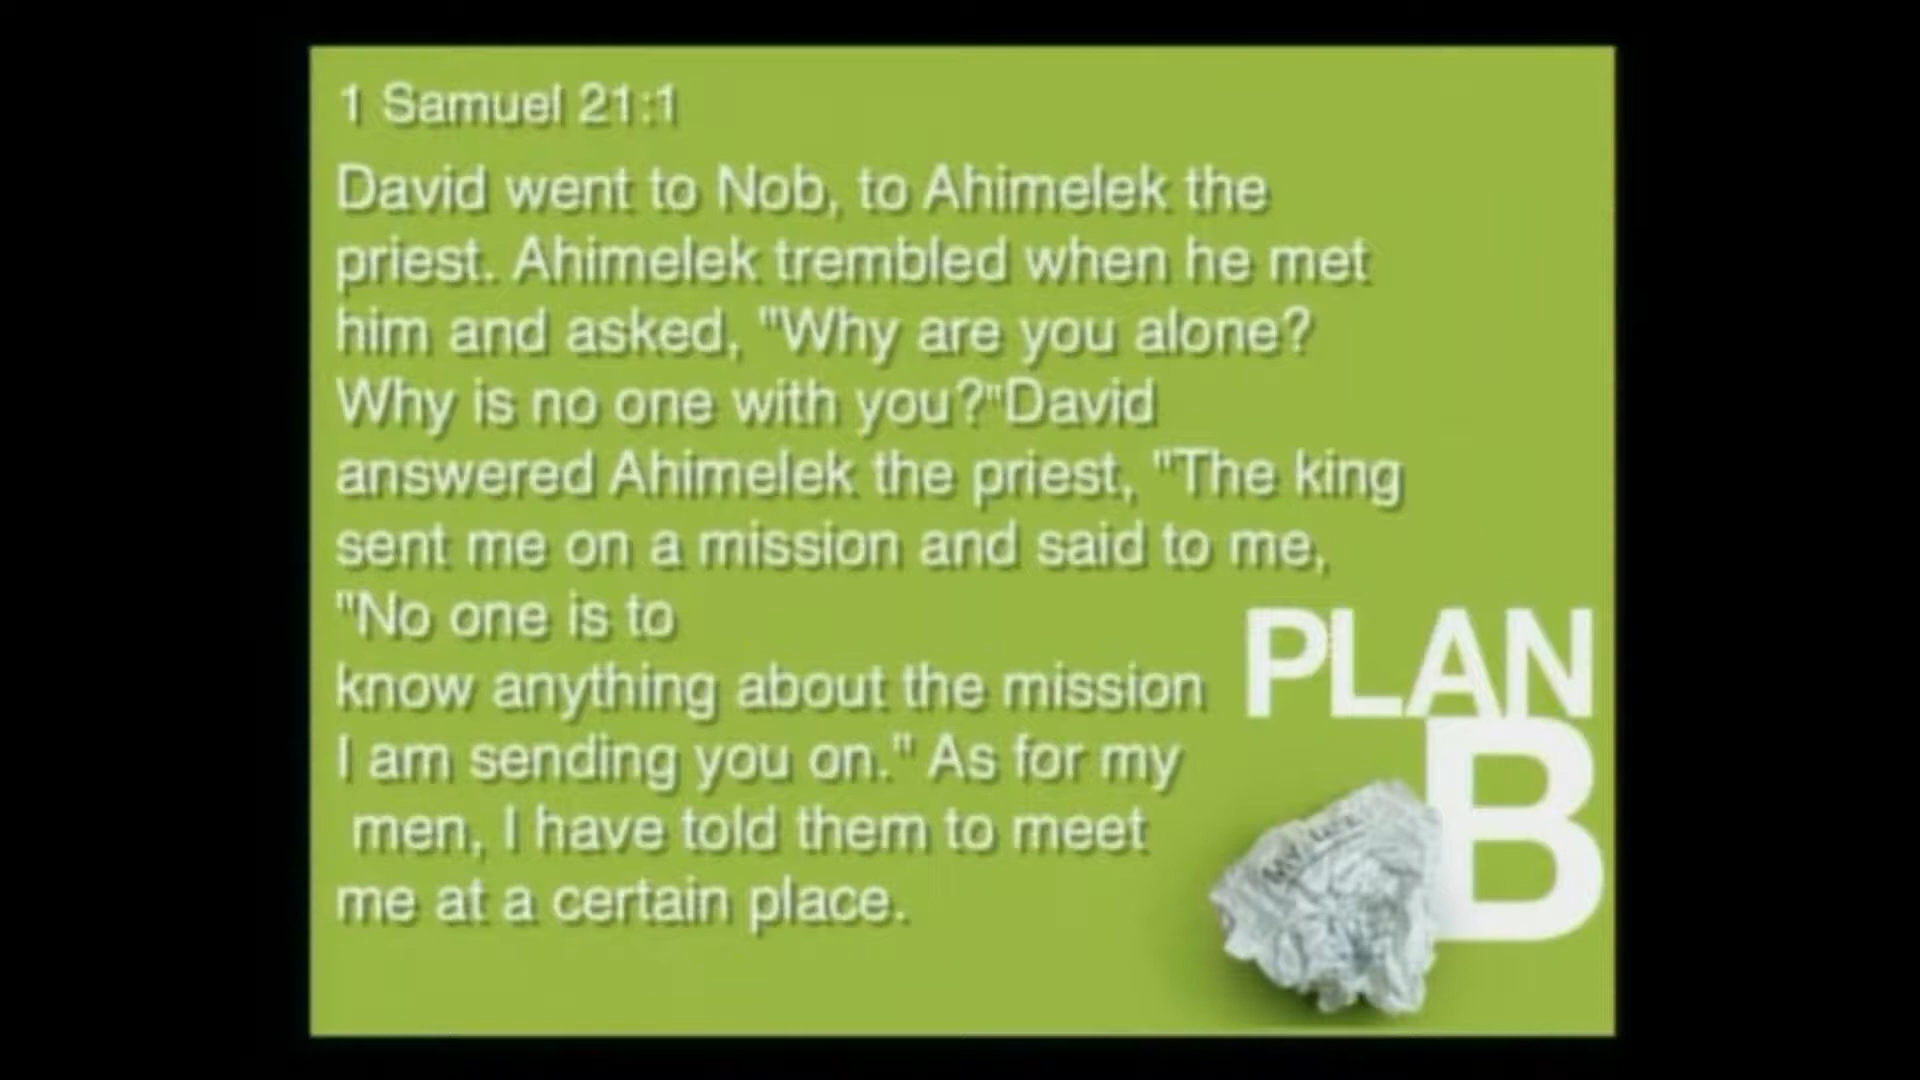 1 Samuel 21:1
David went to Nob, to Ahimelek the
priest. Ahimelek trembled when he met
him and asked, "Why are you alone?
Why is no one with you?"David
answered Ahimelek the priest, "The king
sent me on a mission and said to me,
"No one is to
know anything about the mission
I am sending you on." As for my
men, I have told them to meet
me at a certain place.
PLAN
B
MY LIFE